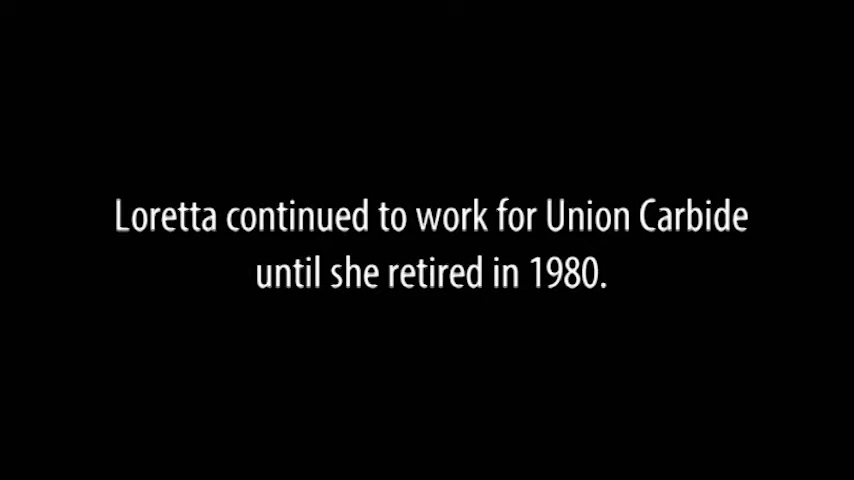 Loretta continued to work for Union Carbide
until she retired in 1980.